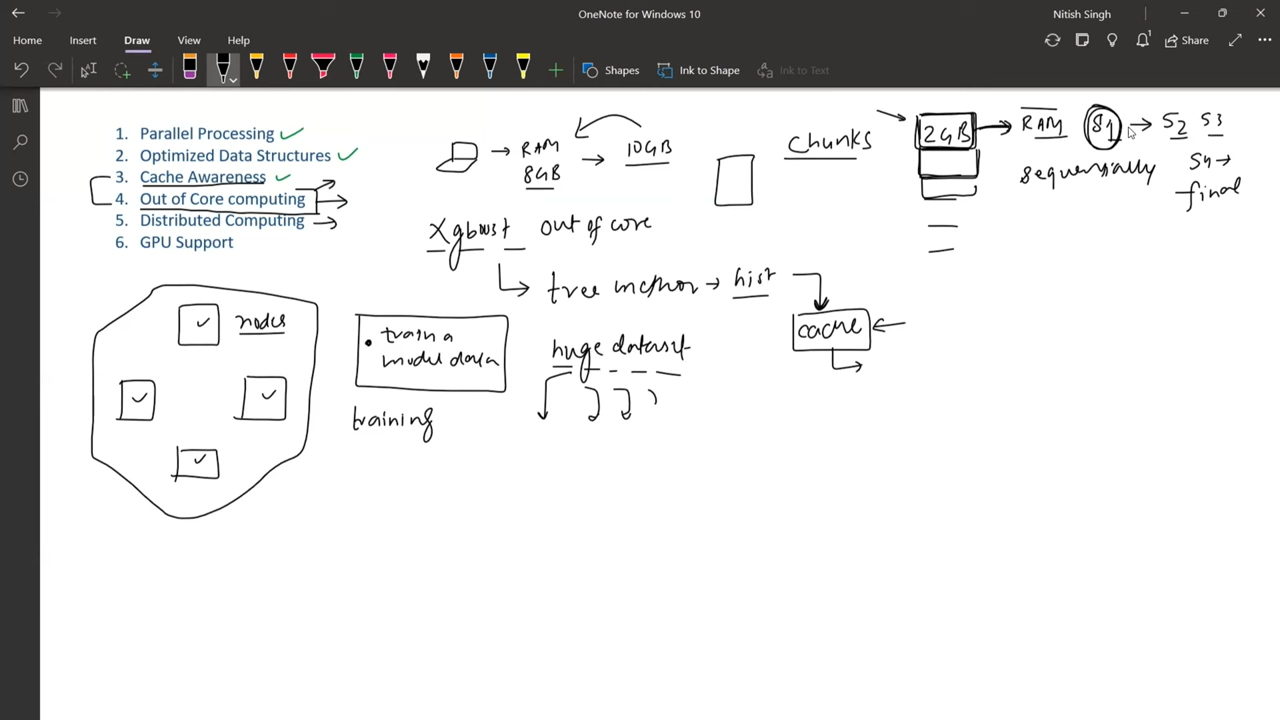 OneNote for Windows 10
Nitish Singh
Home Insert Draw View Help
Share
Shapes
Ink to Shape
Ink to Text
1. Parallel Processing
2. Optimized Data Structures
3. Cache Awareness
4. Out of Core computing
5. Distributed Computing
6. GPU Support
RAM
8GB
10GB
Chunks
2GB
RAM S1 S2 S3
sequensially
S4
final
Xgboost out of core
tree method hist
cache
nodes
train a
model data
training
huge dataset